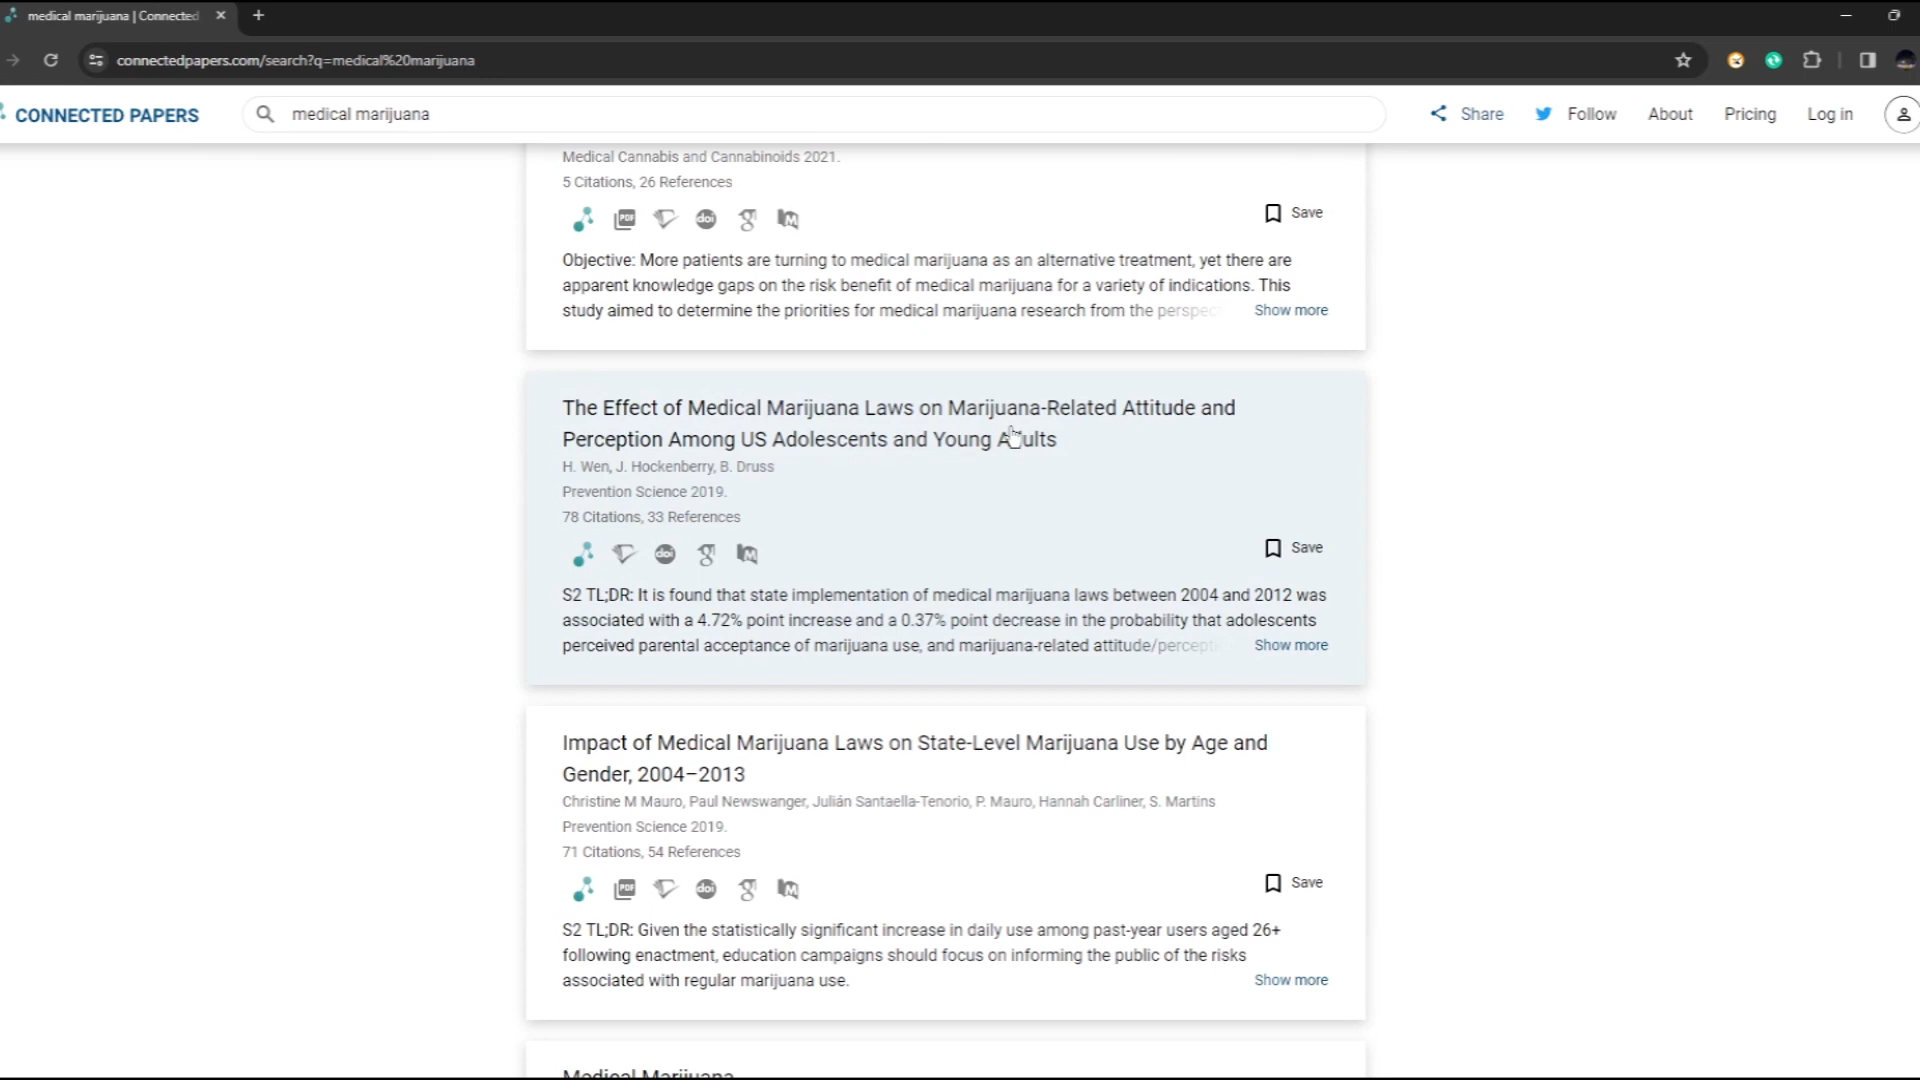 medical marijuana | Connected
connectedpapers.com/search?q=medical%20marijuana
CONNECTED PAPERS
medical marijuana
Share
Follow
About
Pricing
Log in
Medical Cannabis and Cannabinoids 2021.
5 Citations, 26 References
PDF
doi
Save
Objective: More patients are turning to medical marijuana as an alternative treatment, yet there are
apparent knowledge gaps on the risk benefit of medical marijuana for a variety of indications. This
study aimed to determine the priorities for medical marijuana research from the perspec
Show more
The Effect of Medical Marijuana Laws on Marijuana-Related Attitude and
Perception Among US Adolescents and Young Adults
H. Wen, J. Hockenberry, B. Druss
Prevention Science 2019.
78 Citations, 33 References
doi
Save
S2 TL;DR: It is found that state implementation of medical marijuana laws between 2004 and 2012 was
associated with a 4.72% point increase and a 0.37% point decrease in the probability that adolescents
perceived parental acceptance of marijuana use, and marijuana-related attitude/percepti
Show more
Impact of Medical Marijuana Laws on State-Level Marijuana Use by Age and
Gender, 2004–2013
Christine M Mauro, Paul Newswanger, Julián Santaella-Tenorio, P. Mauro, Hannah Carliner, S. Martins
Prevention Science 2019.
71 Citations, 54 References
PDF
doi
Save
S2 TL;DR: Given the statistically significant increase in daily use among past-year users aged 26+
following enactment, education campaigns should focus on informing the public of the risks
associated with regular marijuana use.
Show more
Medical Marijuana